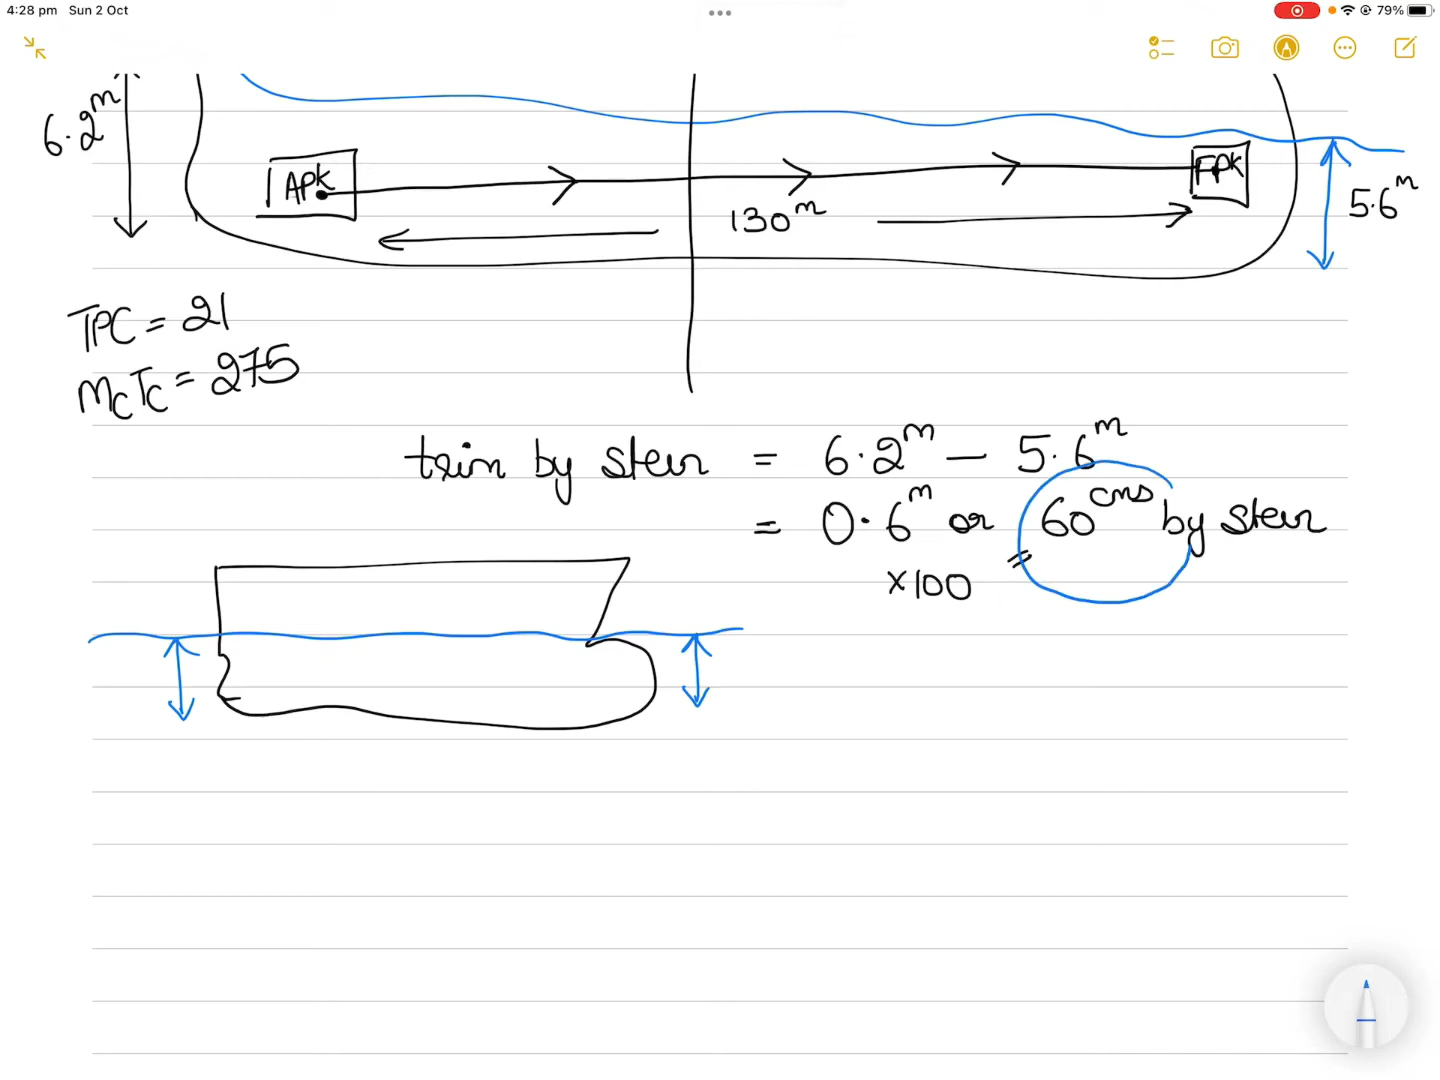 4:28 pm Sun 2 Oct
79%
6.2m
APK
FPK
130m
5.6m
TPC = 21
MCTC = 275
trim by stern = 6.2m - 5.6m
= 0.6m or 60cms by stern
x100 =